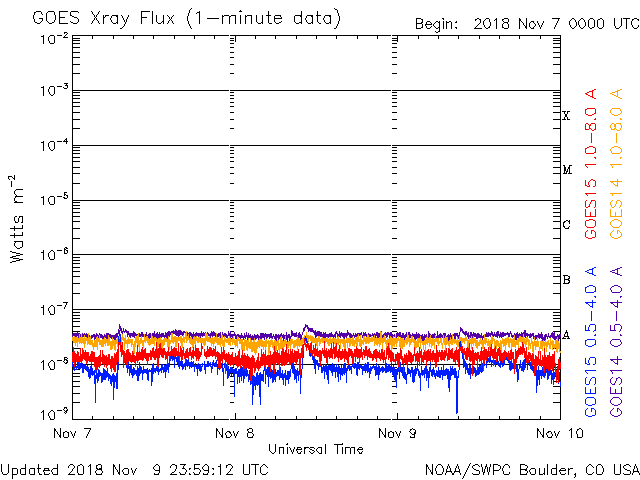 GOES Xray Flux (1-minute data)
Begin: 2018 Nov 7 0000 UTC
10⁻²
10⁻³
10⁻⁴
10⁻⁵
10⁻⁶
10⁻⁷
10⁻⁸
10⁻⁹
Watts m⁻²
X
M
C
B
A
GOES15 1.0-8.0 A
GOES14 1.0-8.0 A
GOES15 0.5-4.0 A
GOES14 0.5-4.0 A
Nov 7
Nov 8
Nov 9
Nov 10
Universal Time
Updated 2018 Nov 9 23:59:12 UTC
NOAA/SWPC Boulder, CO USA